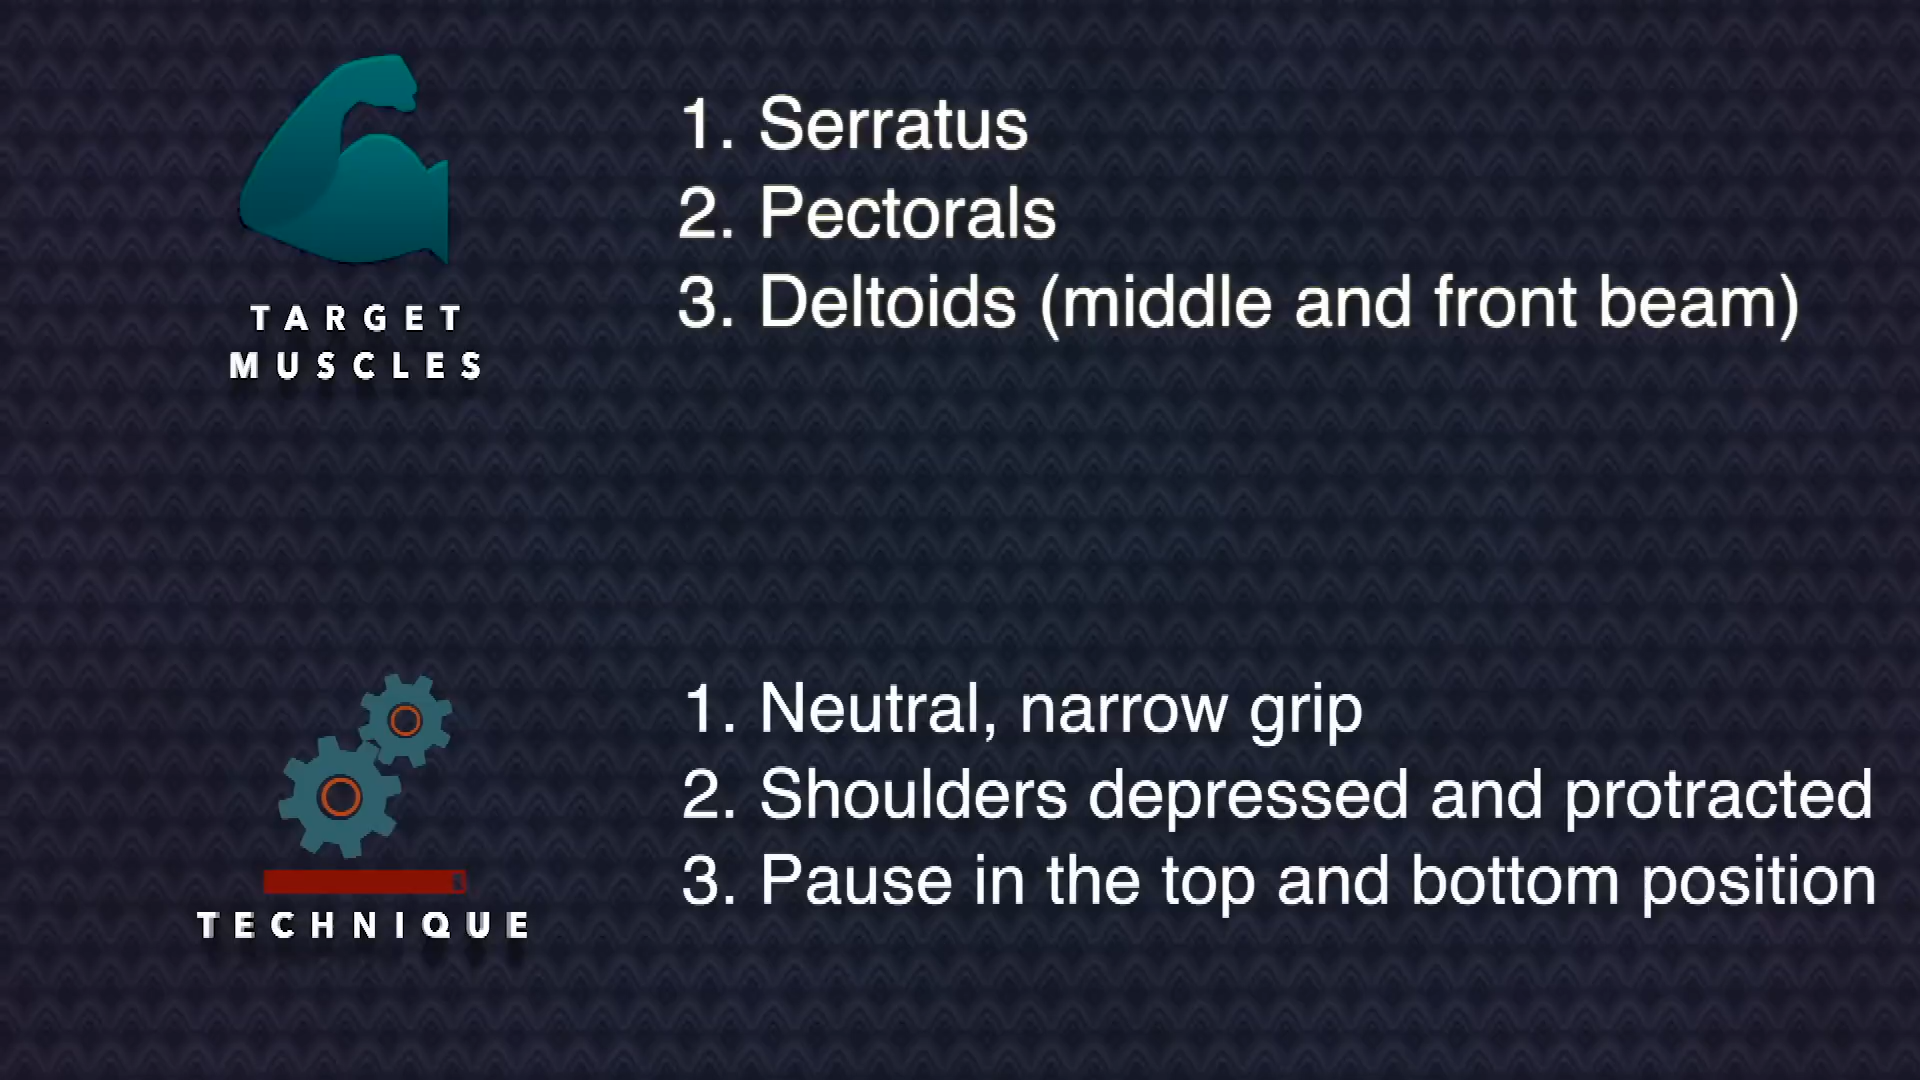 TARGET
MUSCLES
1. Serratus
2. Pectorals
3. Deltoids (middle and front beam)
TECHNIQUE
1. Neutral, narrow grip
2. Shoulders depressed and protracted
3. Pause in the top and bottom position